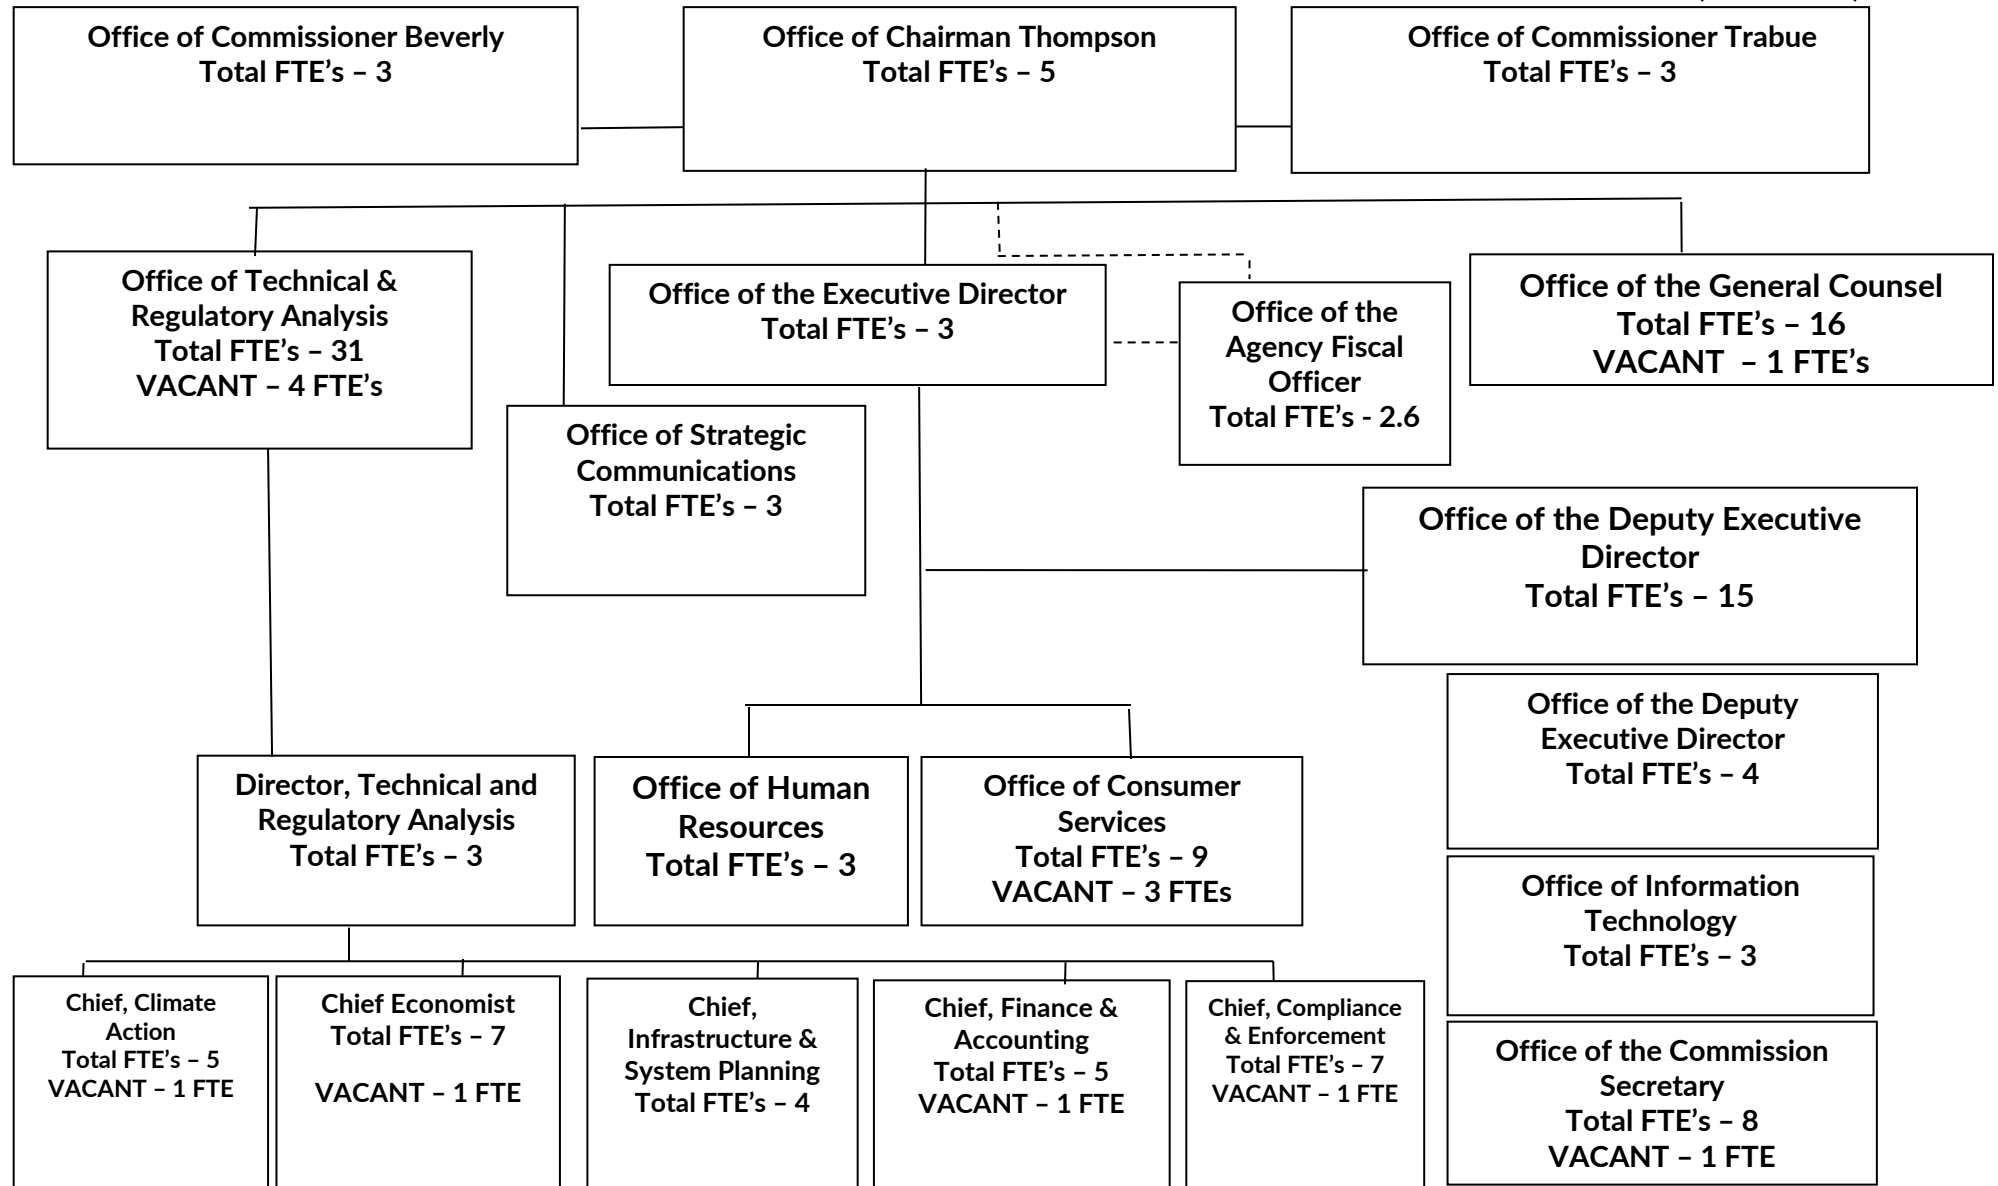 Office of Commissioner Beverly
Total FTE’s – 3
Office of Chairman Thompson
Total FTE’s – 5
Office of Commissioner Trabue
Total FTE’s – 3
Office of Technical &
Regulatory Analysis
Total FTE’s – 31
VACANT – 4 FTE’s
Office of the Executive Director
Total FTE’s – 3
Office of the
Agency Fiscal
Officer
Total FTE’s - 2.6
Office of the General Counsel
Total FTE’s – 16
VACANT – 1 FTE’s
Office of Strategic
Communications
Total FTE’s – 3
Office of the Deputy Executive
Director
Total FTE’s – 15
Office of the Deputy
Executive Director
Total FTE’s – 4
Director, Technical and
Regulatory Analysis
Total FTE’s – 3
Office of Human
Resources
Total FTE’s – 3
Office of Consumer
Services
Total FTE’s – 9
VACANT – 3 FTEs
Office of Information
Technology
Total FTE’s – 3
Chief, Climate
Action
Total FTE’s – 5
VACANT – 1 FTE
Chief Economist
Total FTE’s – 7
VACANT – 1 FTE
Chief,
Infrastructure &
System Planning
Total FTE’s – 4
Chief, Finance &
Accounting
Total FTE’s – 5
VACANT – 1 FTE
Chief, Compliance
& Enforcement
Total FTE’s – 7
VACANT – 1 FTE
Office of the Commission
Secretary
Total FTE’s – 8
VACANT – 1 FTE